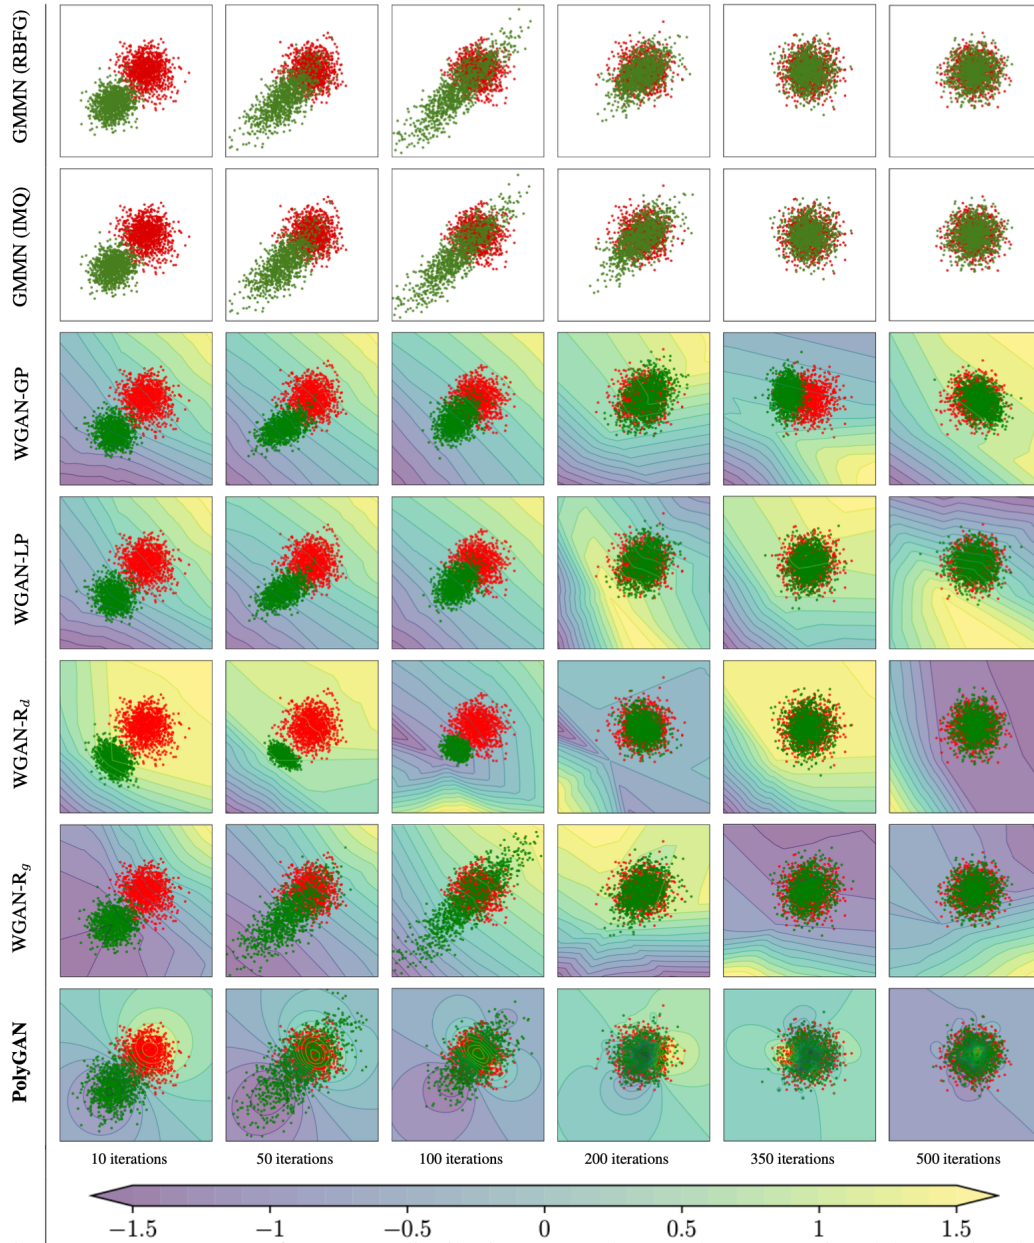 GMMN (RBFG)
GMMN (IMQ)
WGAN-GP
WGAN-LP
WGAN-R_d
WGAN-R_g
PolyGAN
10 iterations
50 iterations
100 iterations
200 iterations
350 iterations
500 iterations
−1.5
−1
−0.5
0
0.5
1
1.5